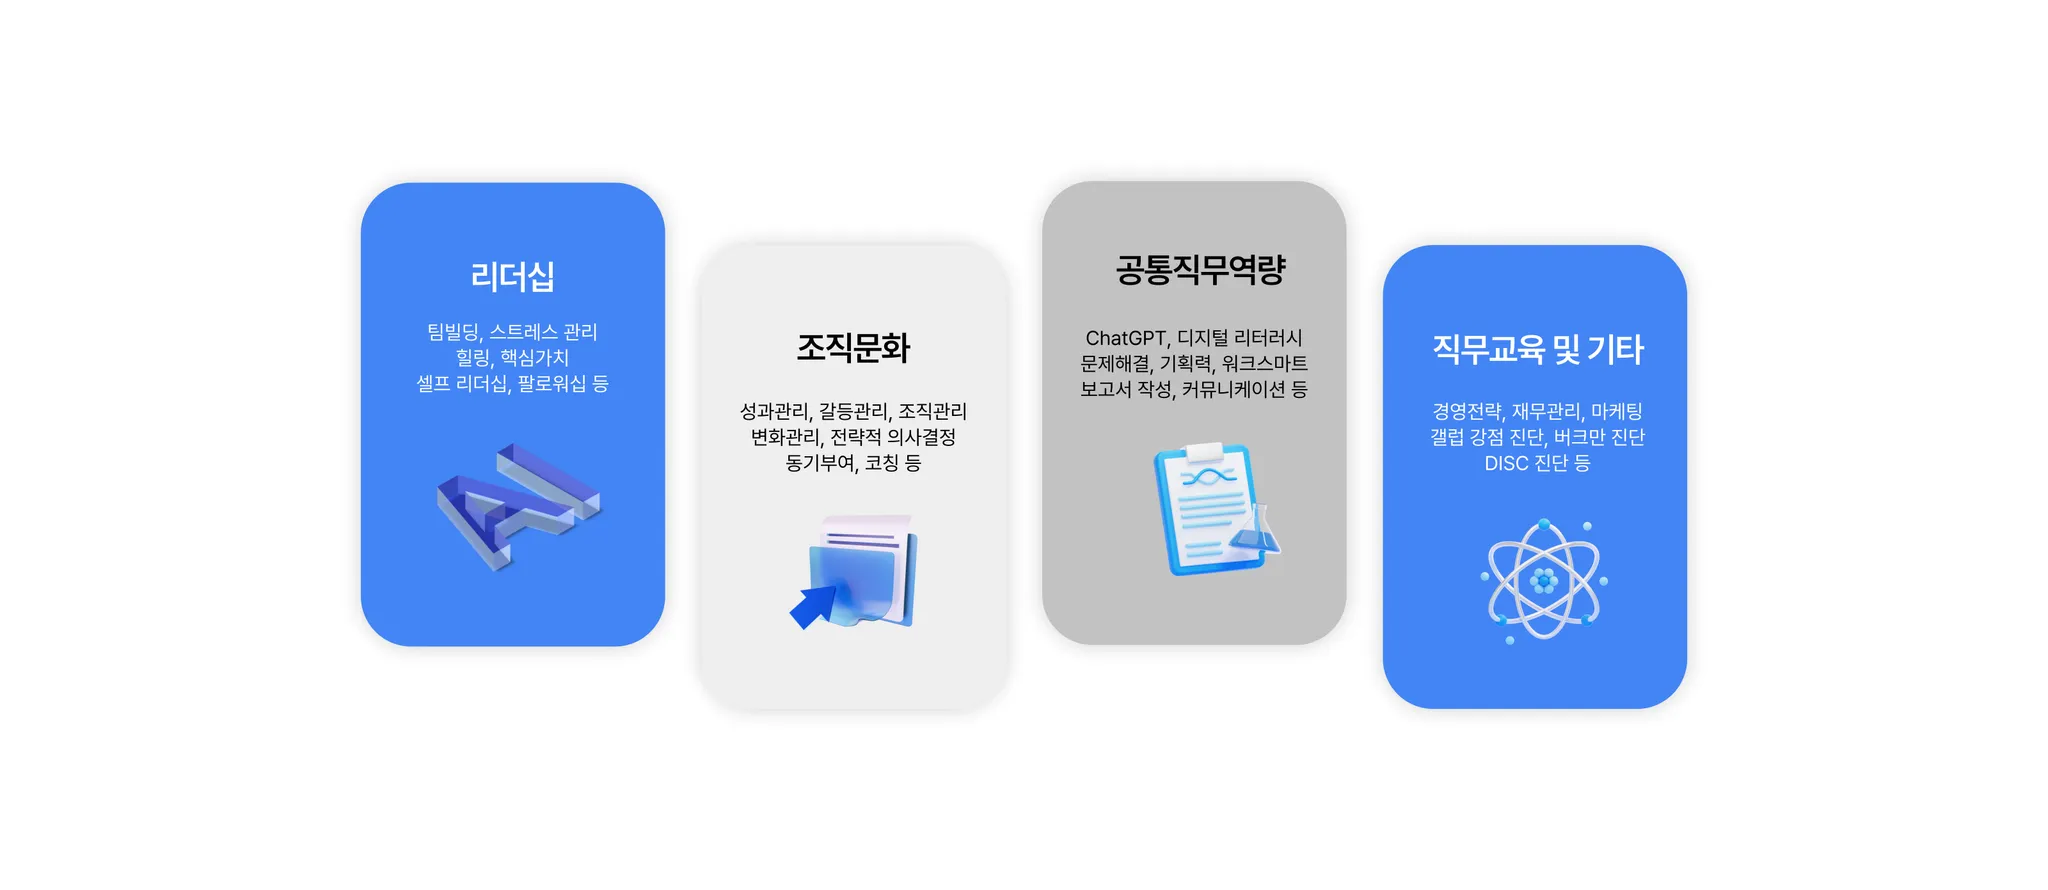 리더십
팀빌딩, 스트레스 관리
힐링, 핵심가치
셀프 리더십, 팔로워십 등
AI
조직문화
성과관리, 갈등관리, 조직관리
변화관리, 전략적 의사결정
동기부여, 코칭 등
공통직무역량
ChatGPT, 디지털 리터러시
문제해결, 기획력, 워크스마트
보고서 작성, 커뮤니케이션 등
직무교육 및 기타
경영전략, 재무관리, 마케팅
갤럽 강점 진단, 버크만 진단
DISC 진단 등